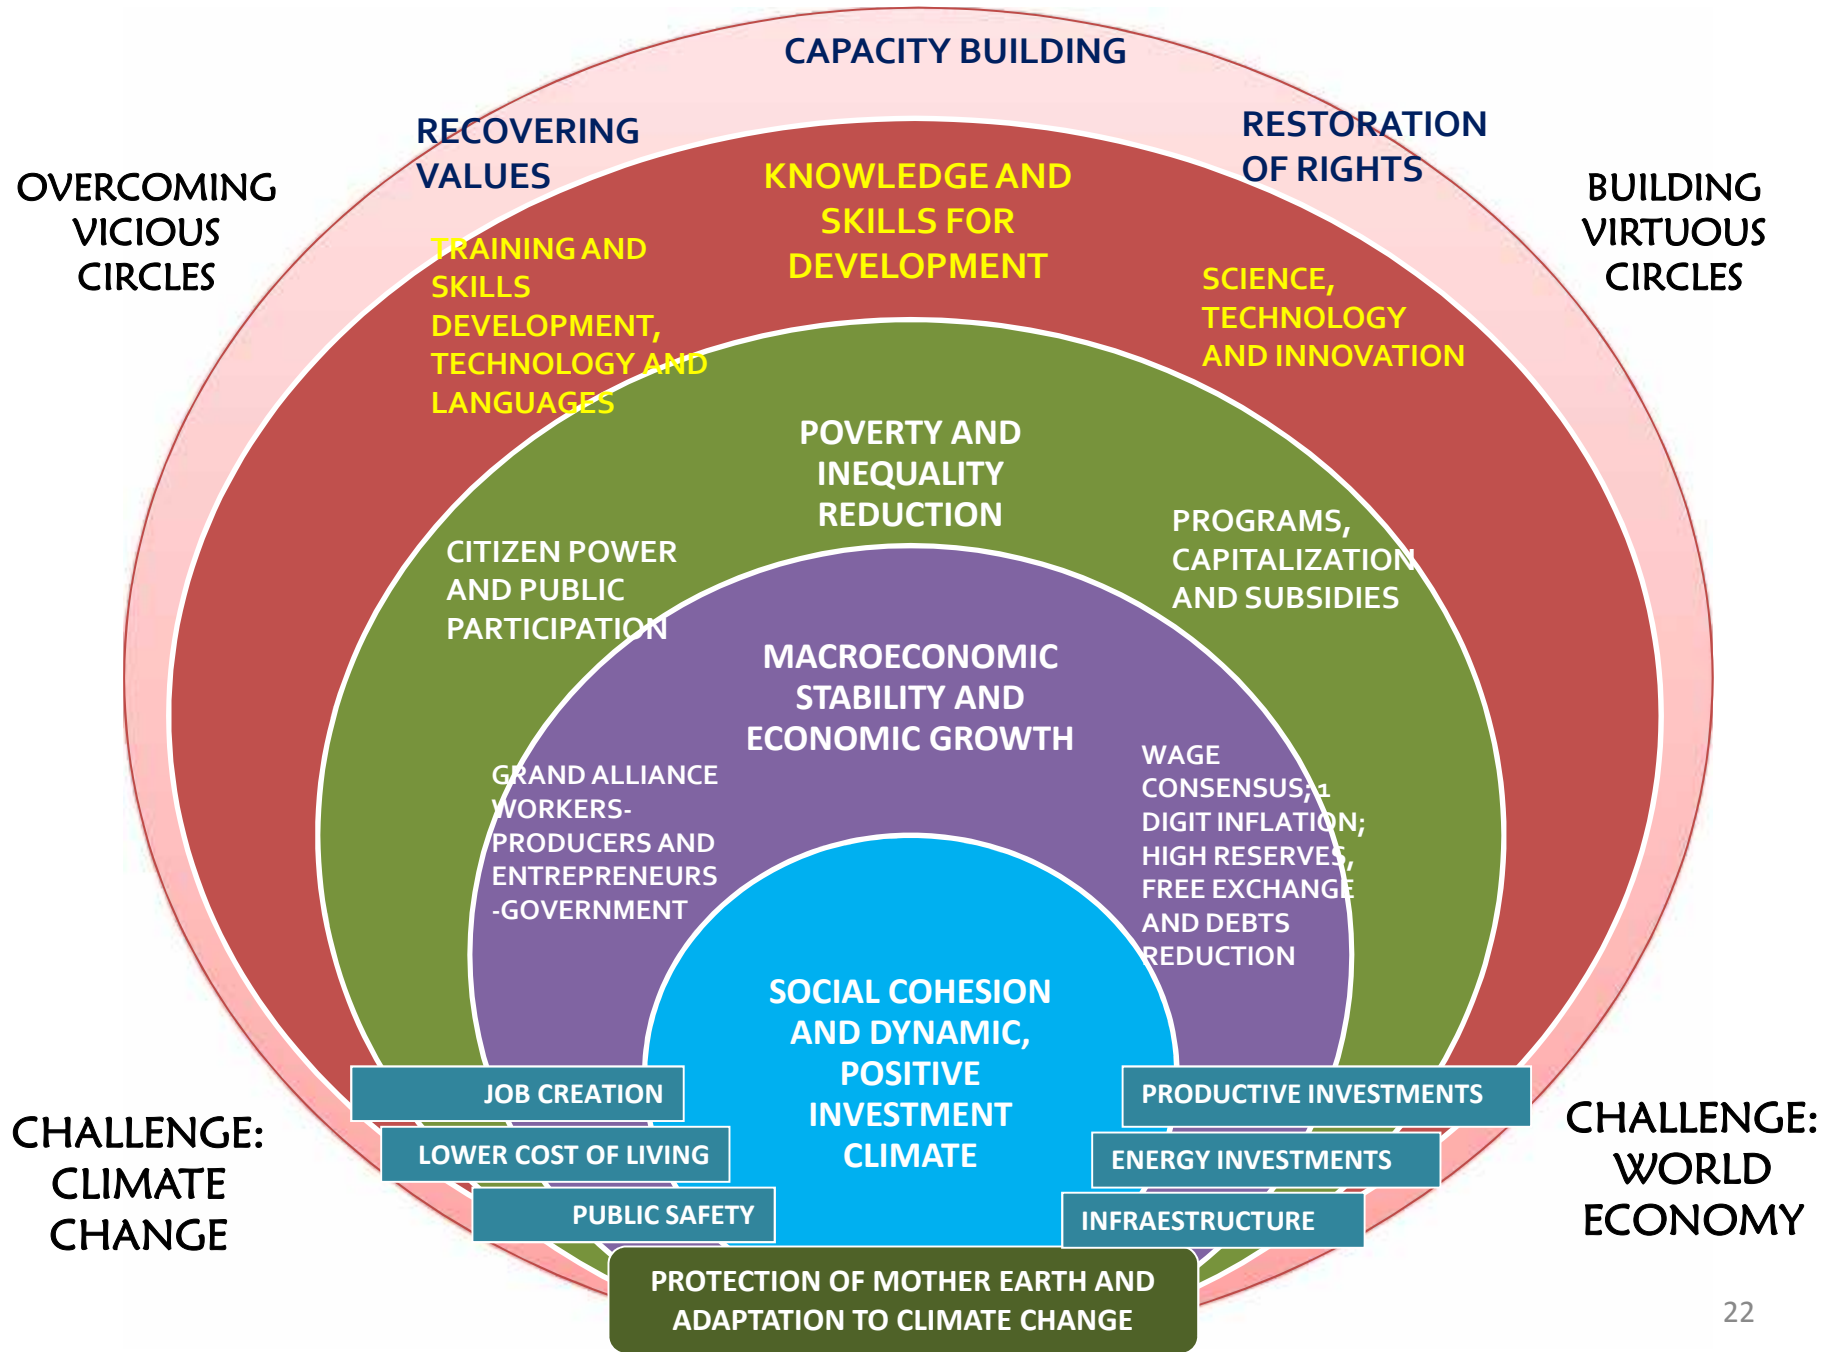 CAPACITY BUILDING
RECOVERING
VALUES
RESTORATION
OF RIGHTS
OVERCOMING
VICIOUS
CIRCLES
KNOWLEDGE AND
SKILLS FOR
DEVELOPMENT
BUILDING
VIRTUOUS
CIRCLES
TRAINING AND
SKILLS
DEVELOPMENT,
TECHNOLOGY AND
LANGUAGES
SCIENCE,
TECHNOLOGY
AND INNOVATION
POVERTY AND
INEQUALITY
REDUCTION
CITIZEN POWER
AND PUBLIC
PARTICIPATION
PROGRAMS,
CAPITALIZATION
AND SUBSIDIES
MACROECONOMIC
STABILITY AND
ECONOMIC GROWTH
GRAND ALLIANCE
WORKERS-
PRODUCERS AND
ENTREPRENEURS
-GOVERNMENT
WAGE
CONSENSUS; 1
DIGIT INFLATION;
HIGH RESERVES,
FREE EXCHANGE
AND DEBTS
REDUCTION
SOCIAL COHESION
AND DYNAMIC,
POSITIVE
INVESTMENT
CLIMATE
JOB CREATION
LOWER COST OF LIVING
PUBLIC SAFETY
PRODUCTIVE INVESTMENTS
ENERGY INVESTMENTS
INFRAESTRUCTURE
CHALLENGE:
CLIMATE
CHANGE
CHALLENGE:
WORLD
ECONOMY
PROTECTION OF MOTHER EARTH AND
ADAPTATION TO CLIMATE CHANGE
22